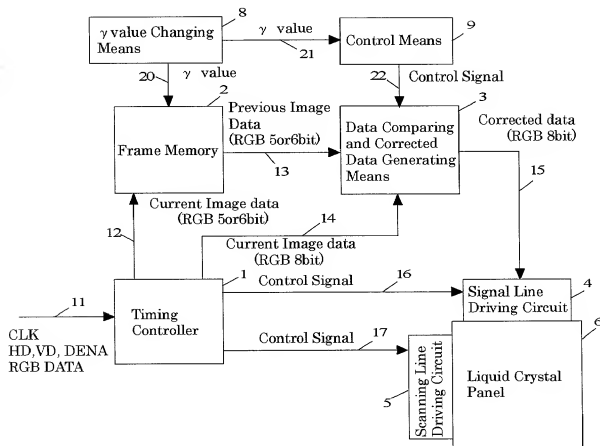 8
γ value Changing
Means
γ value
21
9
Control Means
20
γ value
22
Control Signal
2
Frame Memory
Previous Image
Data
(RGB 5or6bit)
13
3
Data Comparing
and Corrected
Data Generating
Means
Corrected data
(RGB 8bit)
15
Current Image data
(RGB 5or6bit)
12
14
Current Image data
(RGB 8bit)
1
Timing
Controller
11
CLK
HD,VD, DENA
RGB DATA
Control Signal
16
Control Signal
17
Signal Line
Driving Circuit
4
6
Scanning Line
Driving Circuit
5
Liquid Crystal
Panel